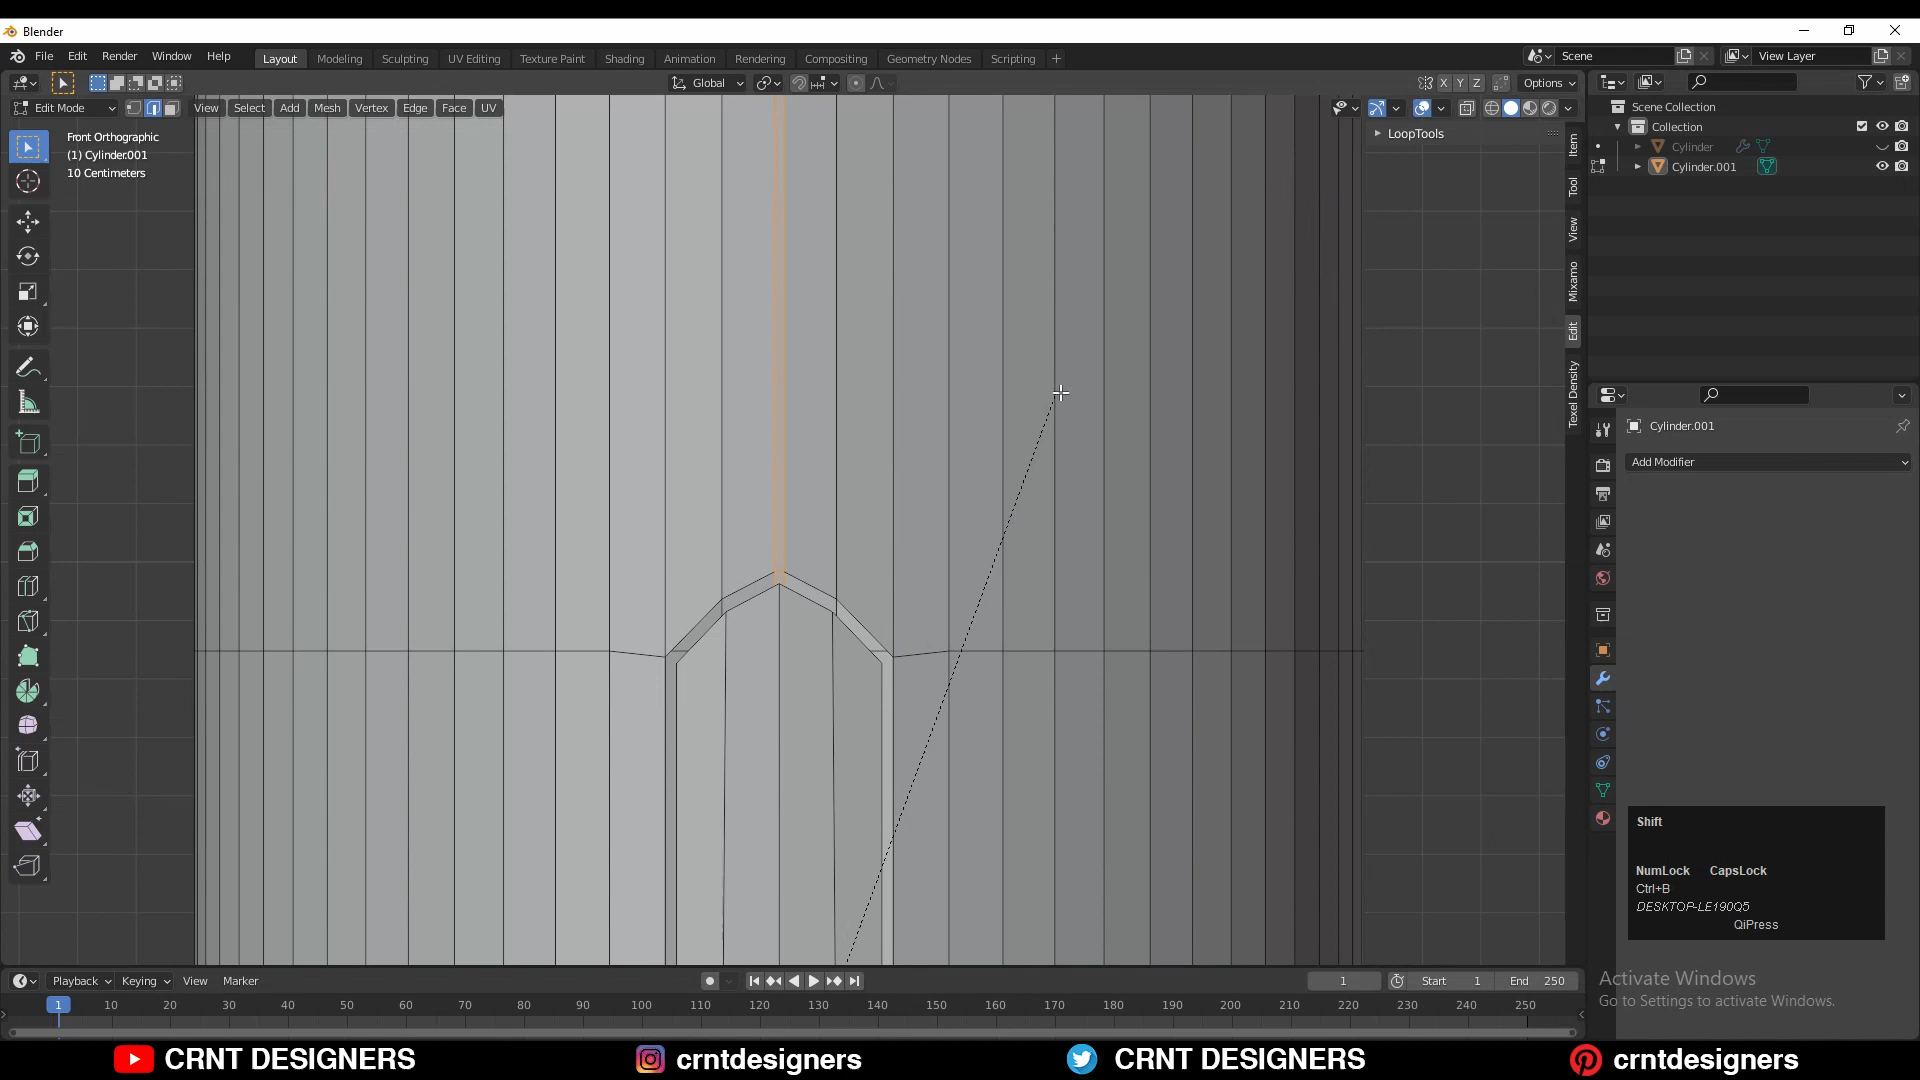 Blender
File Edit Render Window Help Layout Modeling Sculpting UV Editing Texture Paint Shading Animation Rendering Compositing Geometry Nodes Scripting + Scene View Layer
Global X Y Z Options
Edit Mode View Select Add Mesh Vertex Edge Face UV
Front Orthographic
(1) Cylinder.001
10 Centimeters
LoopTools
Item
Tool
View
Mixamo
Edit
Texel Density
Scene Collection
Collection
Cylinder
Cylinder.001
Cylinder.001
Add Modifier
Shift
NumLock CapsLock
Ctrl+B
DESKTOP-LE190Q5
QiPress
Activate Windows
Go to Settings to activate Windows.
Playback Keying View Marker 1 Start 1 End 250
1 10 20 30 40 50 60 70 80 90 100 110 120 130 140 150 160 170 180 190 200 210 220 230 240 250
CRNT DESIGNERS crntdesigners CRNT DESIGNERS crntdesigners